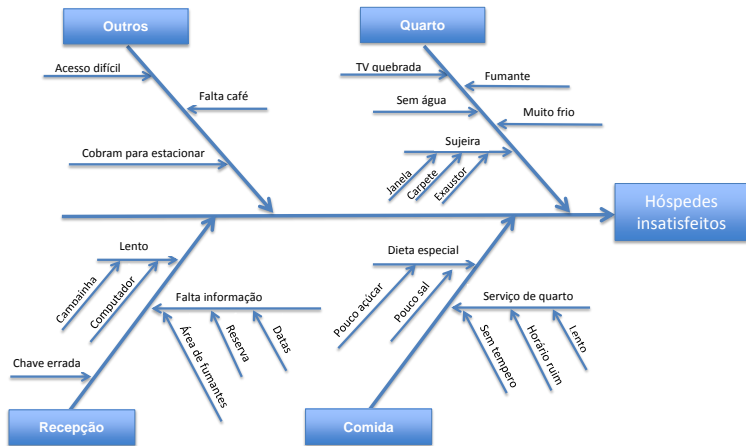 Outros
Quarto
Acesso difícil
TV quebrada
Fumante
Falta café
Sem água
Muito frio
Cobram para estacionar
Sujeira
Janela
Carpete
Exaustor
Hóspedes
insatisfeitos
Lento
Campainha
Computador
Falta informação
Área de fumantes
Reserva
Datas
Chave errada
Dieta especial
Pouco açúcar
Pouco sal
Serviço de quarto
Sem tempero
Horário ruim
Lento
Recepção
Comida